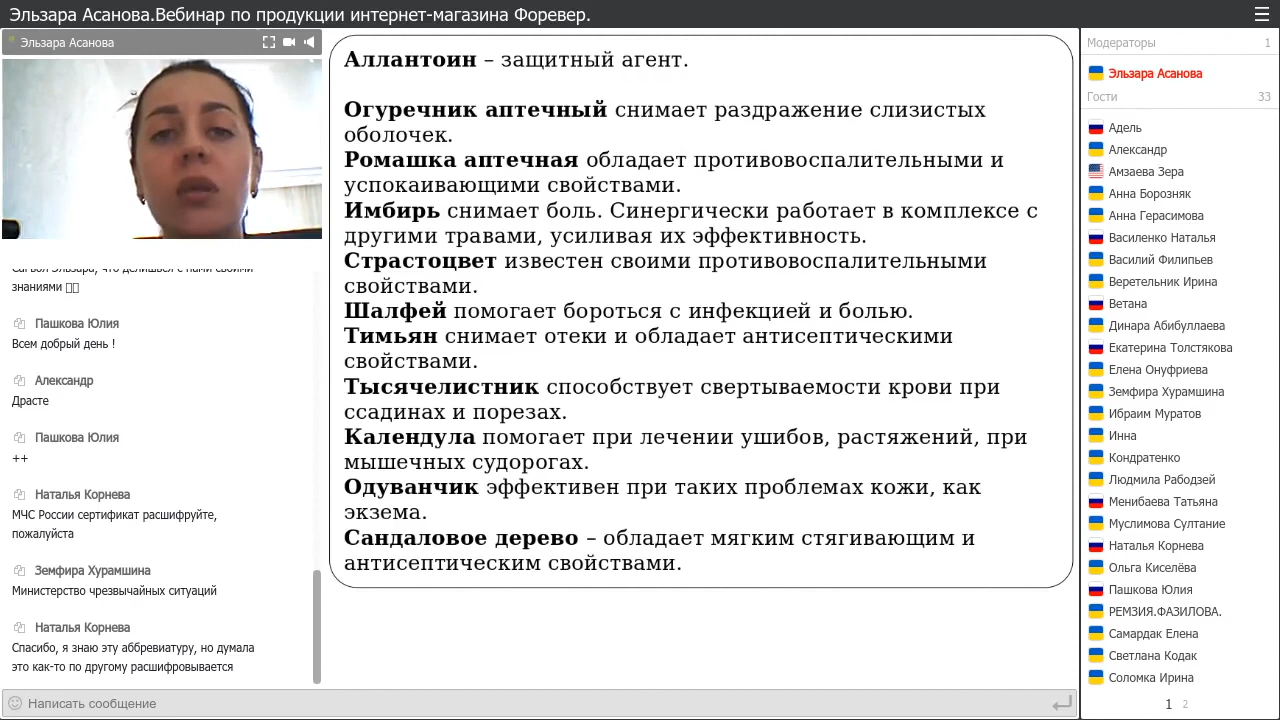 Эльзара Асанова.Вебинар по продукции интернет-магазина Форевер.
Эльзара Асанова
знаниями
Пашкова Юлия
Всем добрый день !
Александр
Драсте
Пашкова Юлия
++
Наталья Корнева
МЧС России сертификат расшифруйте,
пожалуйста
Земфира Хурамшина
Министерство чрезвычайных ситуаций
Наталья Корнева
Спасибо, я знаю эту аббревиатуру, но думала
это как-то по другому расшифровывается
Написать сообщение
Аллантоин – защитный агент.
Огуречник аптечный снимает раздражение слизистых
оболочек.
Ромашка аптечная обладает противовоспалительными и
успокаивающими свойствами.
Имбирь снимает боль. Синергически работает в комплексе с
другими травами, усиливая их эффективность.
Страстоцвет известен своими противовоспалительными
свойствами.
Шалфей помогает бороться с инфекцией и болью.
Тимьян снимает отеки и обладает антисептическими
свойствами.
Тысячелистник способствует свертываемости крови при
ссадинах и порезах.
Календула помогает при лечении ушибов, растяжений, при
мышечных судорогах.
Одуванчик эффективен при таких проблемах кожи, как
экзема.
Сандаловое дерево – обладает мягким стягивающим и
антисептическим свойствами.
Модераторы 1
Эльзара Асанова
Гости 33
Адель
Александр
Амзаева Зера
Анна Борозняк
Анна Герасимова
Василенко Наталья
Василий Филипьев
Веретельник Ирина
Ветана
Динара Абибуллаева
Екатерина Толстякова
Елена Онуфриева
Земфира Хурамшина
Ибраим Муратов
Инна
Кондратенко
Людмила Рабодзей
Менибаева Татьяна
Муслимова Султание
Наталья Корнева
Ольга Киселёва
Пашкова Юлия
РЕМЗИЯ.ФАЗИЛОВА.
Самардак Елена
Светлана Кодак
Соломка Ирина
1 2